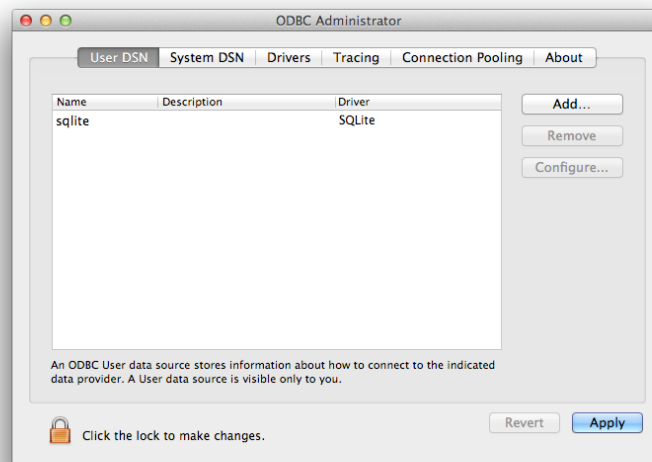 ODBC Administrator
User DSN System DSN Drivers Tracing Connection Pooling About
Name Description Driver
sqlite SQLite
Add...
Remove
Configure...
An ODBC User data source stores information about how to connect to the indicated
data provider. A User data source is visible only to you.
Click the lock to make changes.
Revert Apply